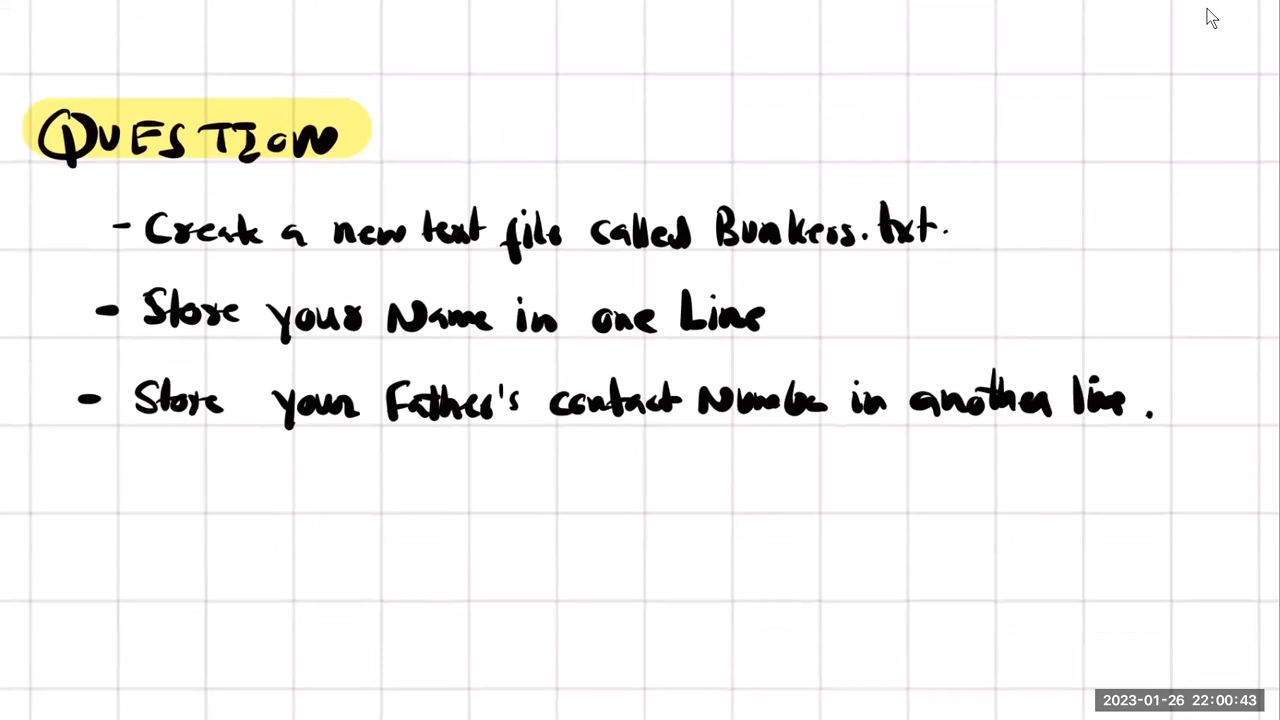 QUESTION
- Create a new text file called Bunkers.txt.
- Store your Name in one Line
- Store your Father's contact Number in another line.
2023-01-26 22:00:43